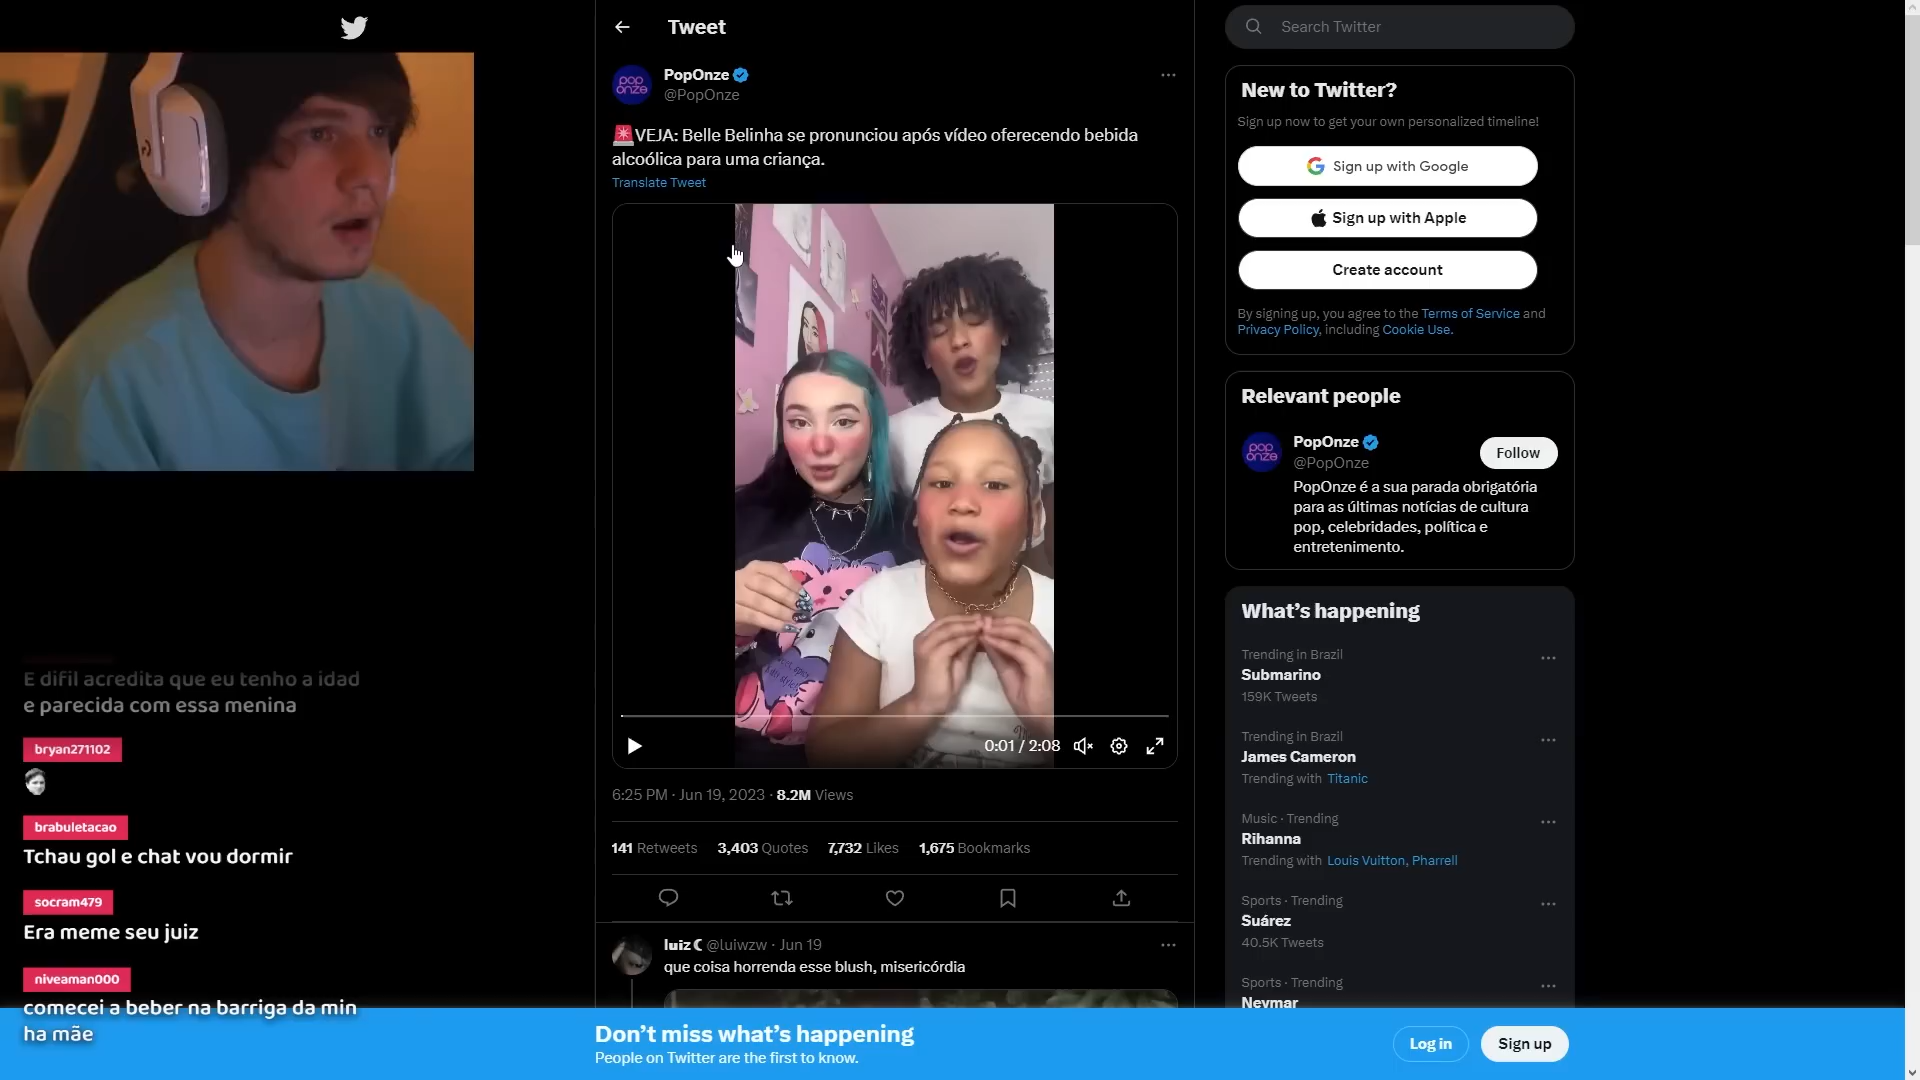 Tweet
PopOnze
@PopOnze
VEJA: Belle Belinha se pronunciou após vídeo oferecendo bebida
alcoólica para uma criança.
Translate Tweet
0:01 / 2:08
6:25 PM · Jun 19, 2023 · 8.2M Views
141 Retweets 3,403 Quotes 7,732 Likes 1,675 Bookmarks
luiz☾ @luiwzw · Jun 19
que coisa horrenda esse blush, misericórdia
Search Twitter
New to Twitter?
Sign up now to get your own personalized timeline!
Sign up with Google
Sign up with Apple
Create account
By signing up, you agree to the Terms of Service and
Privacy Policy, including Cookie Use.
Relevant people
pop
onze
PopOnze
@PopOnze
Follow
PopOnze é a sua parada obrigatória
para as últimas notícias de cultura
pop, celebridades, política e
entretenimento.
What's happening
Trending in Brazil
Submarino
159K Tweets
Trending in Brazil
James Cameron
Trending with Titanic
Music · Trending
Rihanna
Trending with Louis Vuitton, Pharrell
Sports · Trending
Suárez
40.5K Tweets
Sports · Trending
Neymar
E difil acredita que eu tenho a idad
e parecida com essa menina
bryan271102
brabuletacao
Tchau gol e chat vou dormir
socram479
Era meme seu juiz
niveaman000
comecei a beber na barriga da min
ha mãe
Don't miss what's happening
People on Twitter are the first to know.
Log in
Sign up